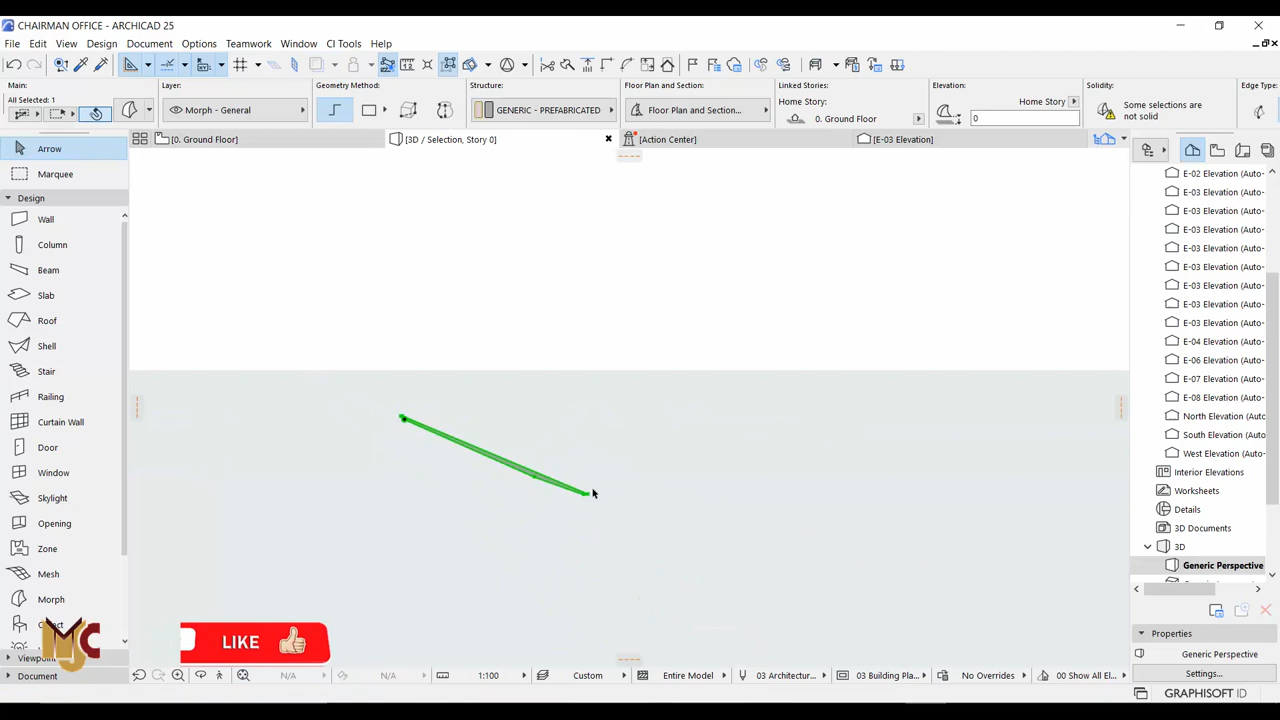 CHAIRMAN OFFICE - ARCHICAD 25
File Edit View Design Document Options Teamwork Window CI Tools Help
Main:
All Selected: 1
Layer:
Morph - General
Geometry Method:
Structure:
GENERIC - PREFABRICATED
Floor Plan and Section:
Floor Plan and Section...
Home Story:
0. Ground Floor
Elevation:
Home Story
0
Solidity:
Some selections are
not solid
Edge Type:
[0. Ground Floor]
[3D / Selection, Story 0]
[Action Center]
[E-03 Elevation]
Arrow
Marquee
Design
Wall
Column
Beam
Slab
Roof
Shell
Stair
Railing
Curtain Wall
Door
Window
Skylight
Opening
Zone
Mesh
Morph
Document
MJC
LIKE
E-02 Elevation (Auto-
E-03 Elevation (Auto-
E-03 Elevation (Auto-
E-03 Elevation (Auto-
E-03 Elevation (Auto-
E-03 Elevation (Auto-
E-03 Elevation (Auto-
E-03 Elevation (Auto-
E-03 Elevation (Auto-
E-04 Elevation (Auto-
E-06 Elevation (Auto-
E-07 Elevation (Auto-
E-08 Elevation (Auto-
North Elevation (Auto-
South Elevation (Auto-
West Elevation (Auto-
Interior Elevations
Worksheets
Details
3D Documents
3D
Generic Perspective
Properties
Generic Perspective
Settings...
N/A
N/A
1:100
Custom
Entire Model
03 Architectur...
03 Building Pla...
No Overrides
00 Show All El...
GRAPHISOFT ID